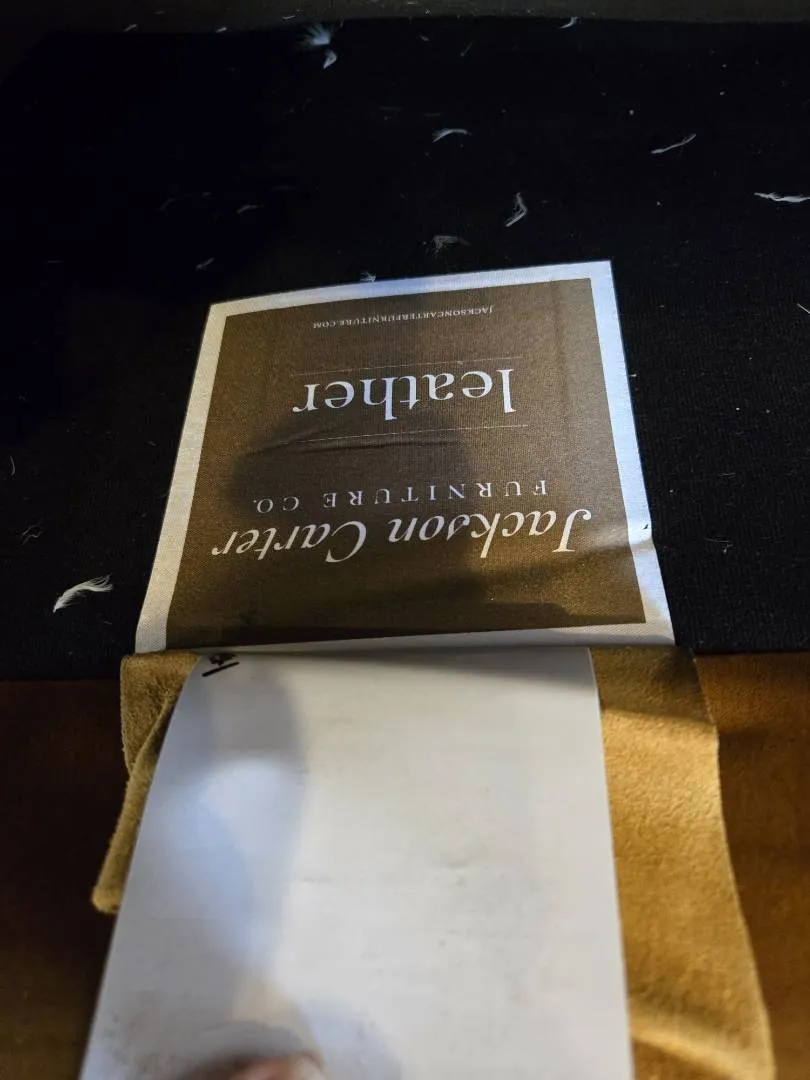 Jackson Carter
FURNITURE CO.
leather
JACKSONCARTERFURNITURE.COM